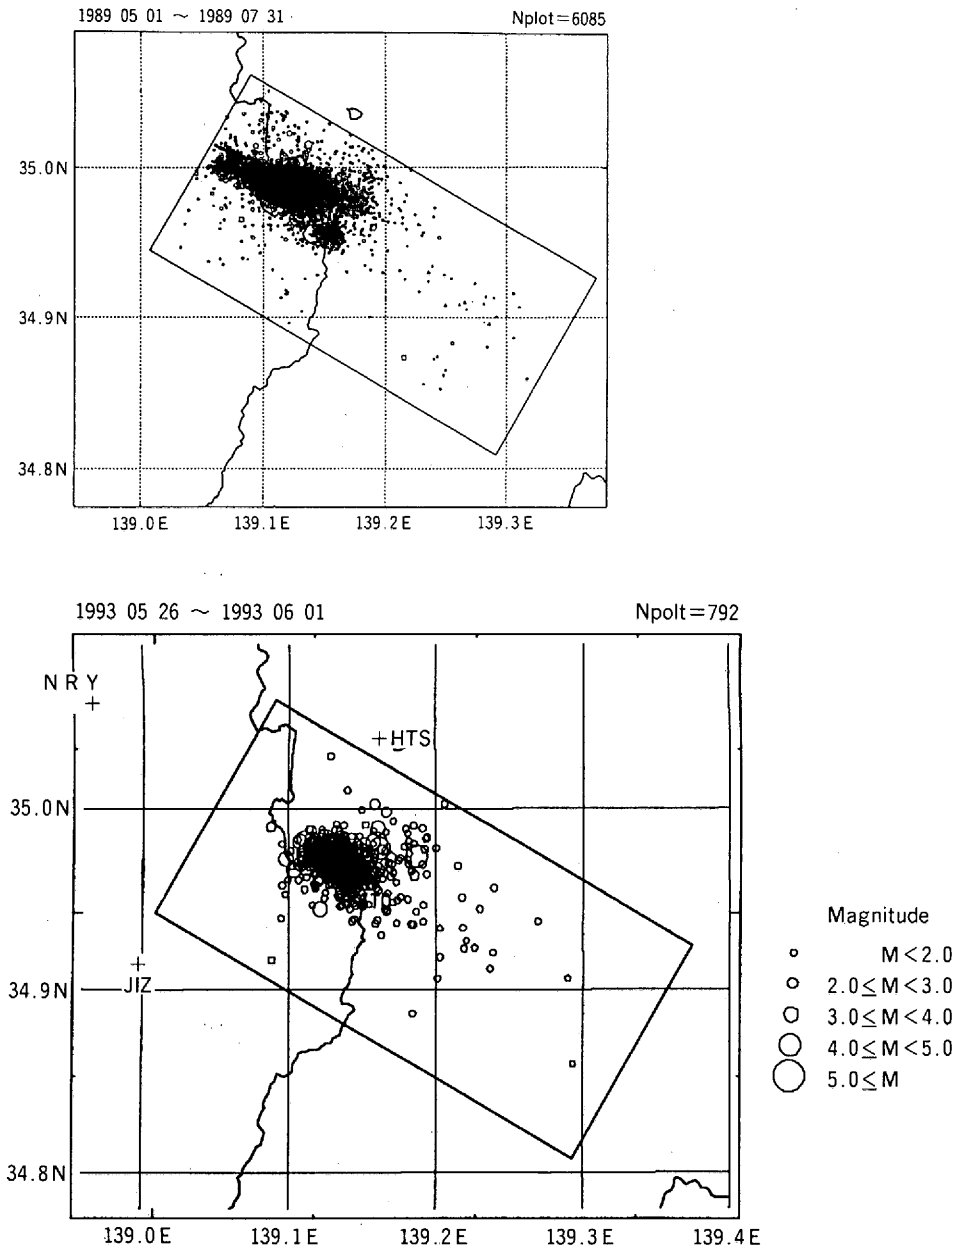 1989 05 01 ～ 1989 07 31 Nplot=6085
35.0N
34.9N
34.8N
139.0E 139.1E 139.2E 139.3E
1993 05 26 ～ 1993 06 01 Npolt=792
NRY
HTS
35.0N
JIZ
34.9N
34.8N
139.0E 139.1E 139.2E 139.3E 139.4E
Magnitude
M<2.0
2.0≤M<3.0
3.0≤M<4.0
4.0≤M<5.0
5.0≤M